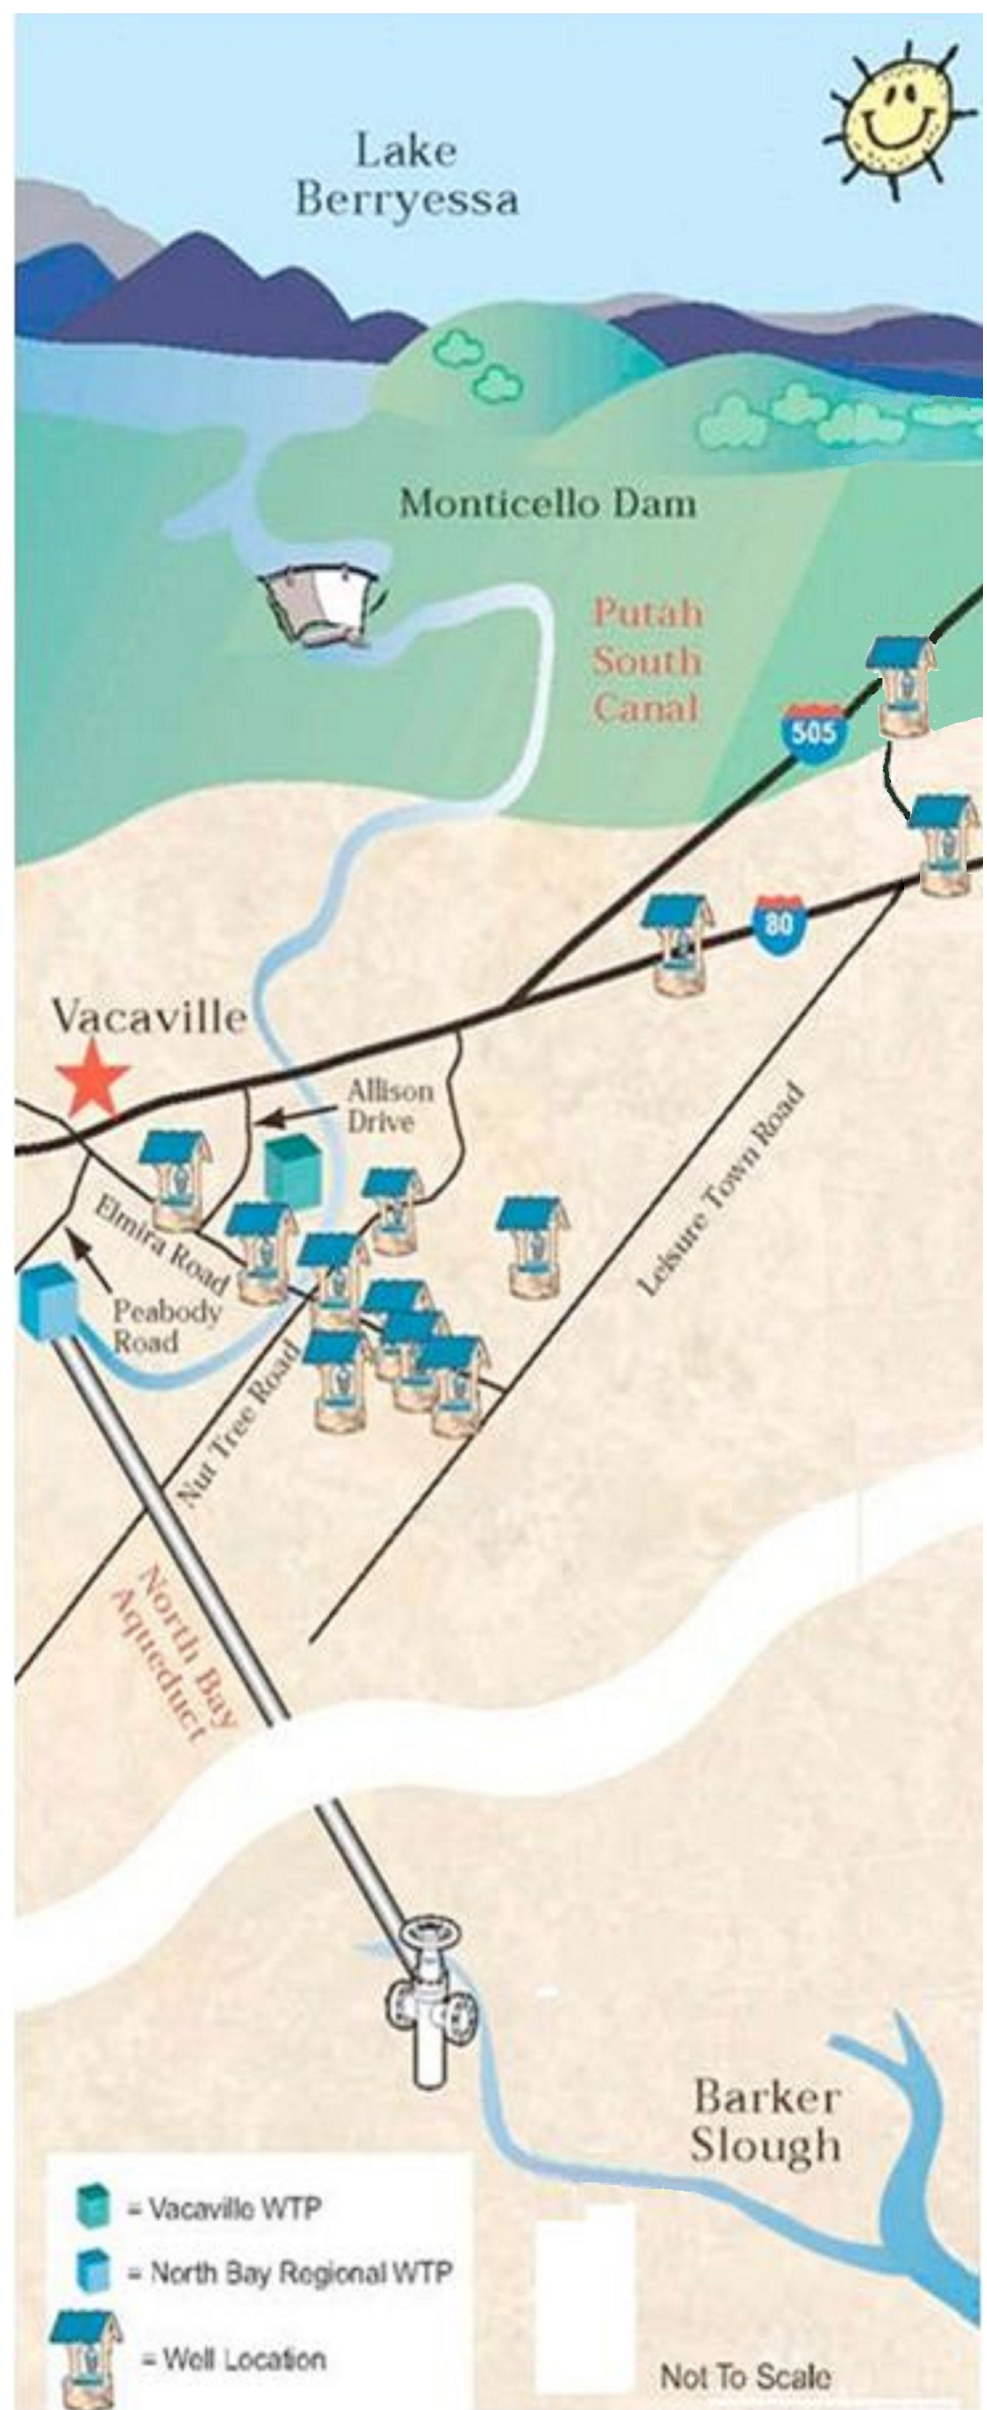 Lake
Berryessa
Monticello Dam
Putah
South
Canal
505
80
Vacaville
Allison
Drive
Elmira Road
Leisure Town Road
Peabody
Road
Nut Tree Road
North Bay
Aqueduct
Barker
Slough
= Vacaville WTP
= North Bay Regional WTP
= Well Location
Not To Scale